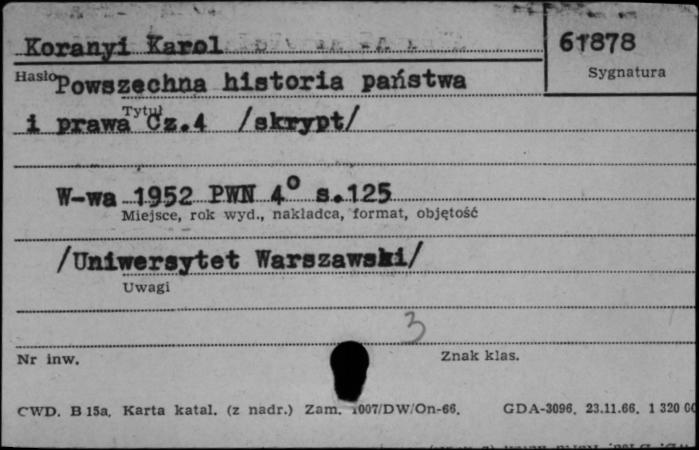 Koranyi Karol
61878
Hasło
Sygnatura
Powszechna historia państwa
Tytuł
i prawa Cz.4 /skrypt/
W-wa 1952 PWN 4° s.125
Miejsce, rok wyd., nakładca, format, objętość
/Uniwersytet Warszawski/
Uwagi
3
Nr inw.
Znak klas.
CWD. B 15a, Karta katal. (z nadr.) Zam. 1007/DW/On-66. GDA-3096. 23.11.66. 1 320 00